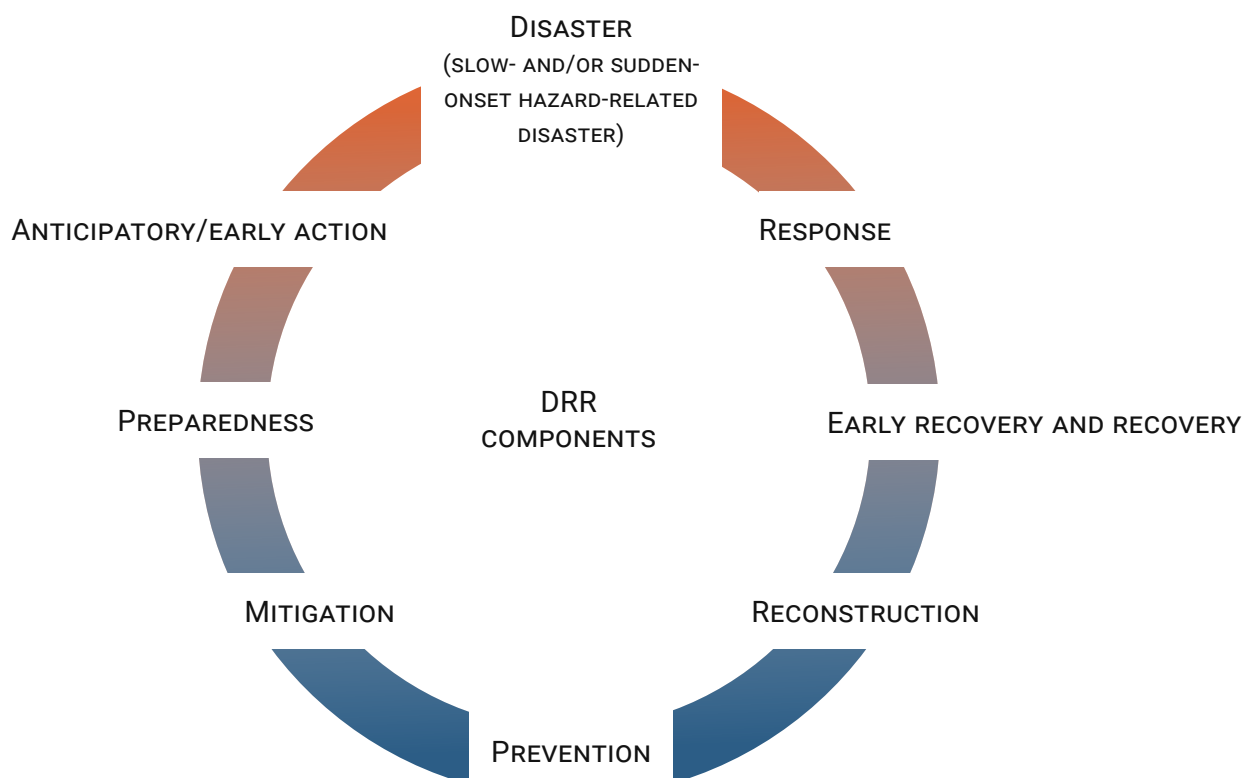 Disaster
(slow- and/or sudden-
onset hazard-related
disaster)
Anticipatory/early action
Response
Preparedness
DRR
components
Early recovery and recovery
Mitigation
Reconstruction
Prevention